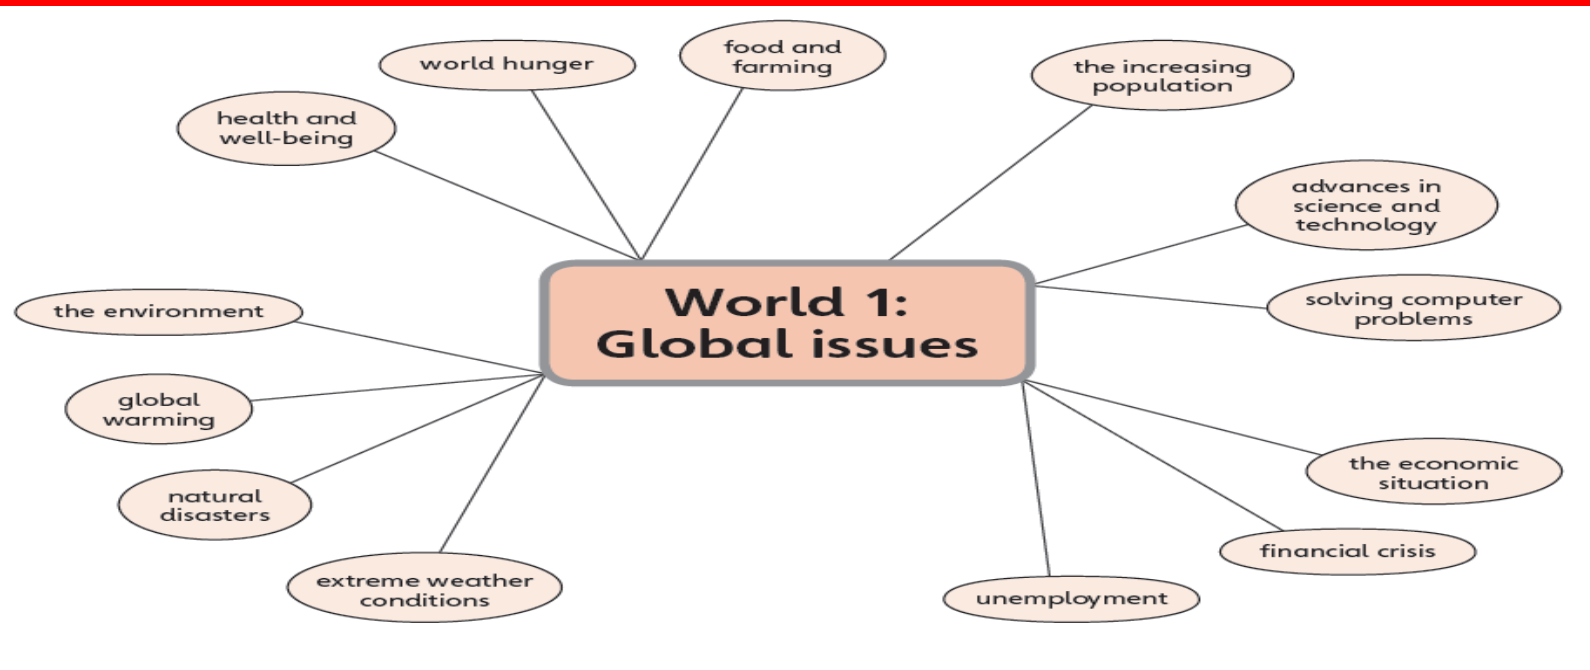 food and
farming
world hunger
the increasing
population
health and
well-being
advances in
science and
technology
World 1:
Global issues
solving computer
problems
the environment
global
warming
the economic
situation
natural
disasters
financial crisis
extreme weather
conditions
unemployment